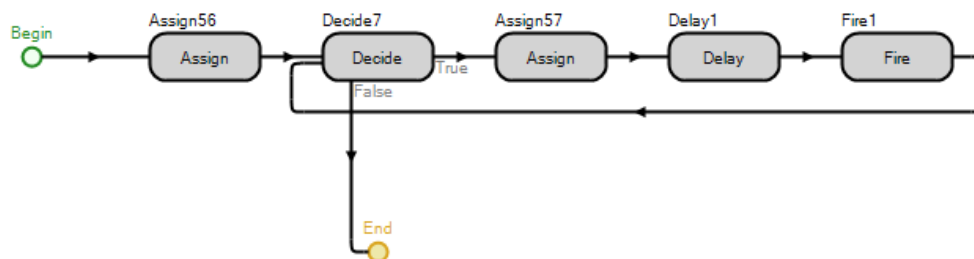 Begin
Assign56
Assign
Decide7
Decide
True
False
Assign57
Assign
Delay1
Delay
Fire1
Fire
End